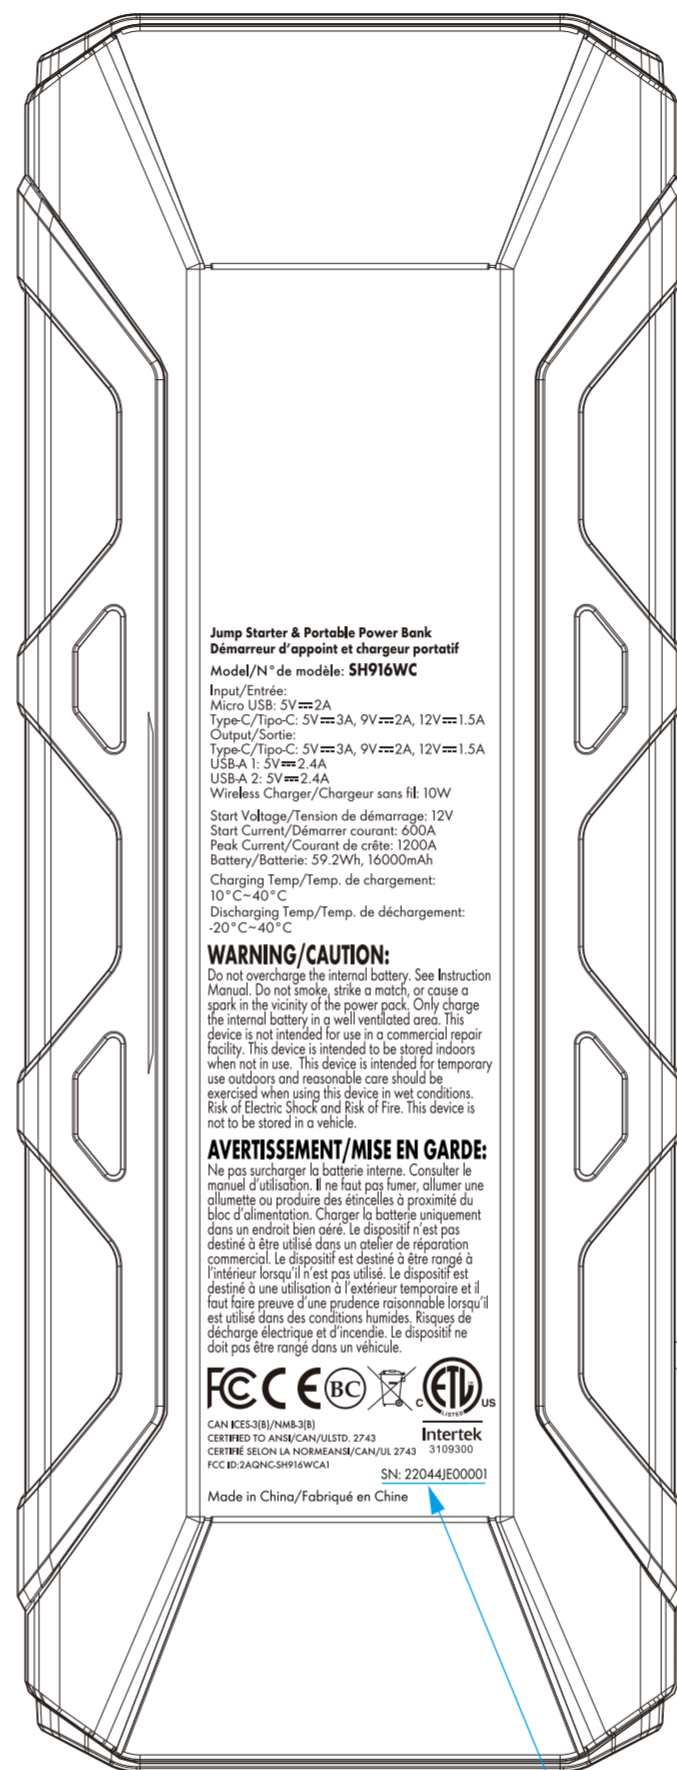 Jump Starter & Portable Power Bank
Démarreur d'appoint et chargeur portatif
Model/N° de modèle: SH916WC
Input/Entrée:
Micro USB: 5V⎓2A
Type-C/Tipo-C: 5V⎓3A, 9V⎓2A, 12V⎓1.5A
Output/Sortie:
Type-C/Tipo-C: 5V⎓3A, 9V⎓2A, 12V⎓1.5A
USB-A 1: 5V⎓2.4A
USB-A 2: 5V⎓2.4A
Wireless Charger/Chargeur sans fil: 10W
Start Voltage/Tension de démarrage: 12V
Start Current/Démarrer courant: 600A
Peak Current/Courant de crête: 1200A
Battery/Batterie: 59.2Wh, 16000mAh
Charging Temp/Temp. de chargement:
10°C~40°C
Discharging Temp/Temp. de déchargement:
-20°C~40°C
WARNING/CAUTION:
Do not overcharge the internal battery. See Instruction
Manual. Do not smoke, strike a match, or cause a
spark in the vicinity of the power pack. Only charge
the internal battery in a well ventilated area. This
device is not intended for use in a commercial repair
facility. This device is intended to be stored indoors
when not in use. This device is intended for temporary
use outdoors and reasonable care should be
exercised when using this device in wet conditions.
Risk of Electric Shock and Risk of Fire. This device is
not to be stored in a vehicle.
AVERTISSEMENT/MISE EN GARDE:
Ne pas surcharger la batterie interne. Consulter le
manuel d'utilisation. Il ne faut pas fumer, allumer une
allumette ou produire des étincelles à proximité du
bloc d'alimentation. Charger la batterie uniquement
dans un endroit bien aéré. Le dispositif n'est pas
destiné à être utilisé dans un atelier de réparation
commercial. Le dispositif est destiné à être rangé à
l'intérieur lorsqu'il n'est pas utilisé. Le dispositif est
destiné à une utilisation à l'extérieur temporaire et il
faut faire preuve d'une prudence raisonnable lorsqu'il
est utilisé dans des conditions humides. Risques de
décharge électrique et d'incendie. Le dispositif ne
doit pas être rangé dans un véhicule.
FC CE BC C ETL US
LISTED
CAN ICES-3(B)/NMB-3(B)
CERTIFIED TO ANSI/CAN/ULSTD. 2743
CERTIFIÉ SELON LA NORMEANSI/CAN/UL 2743
FCC ID:2AQNC-SH916WCA1
Intertek
3109300
SN: 22044JE00001
Made in China/Fabriqué en Chine